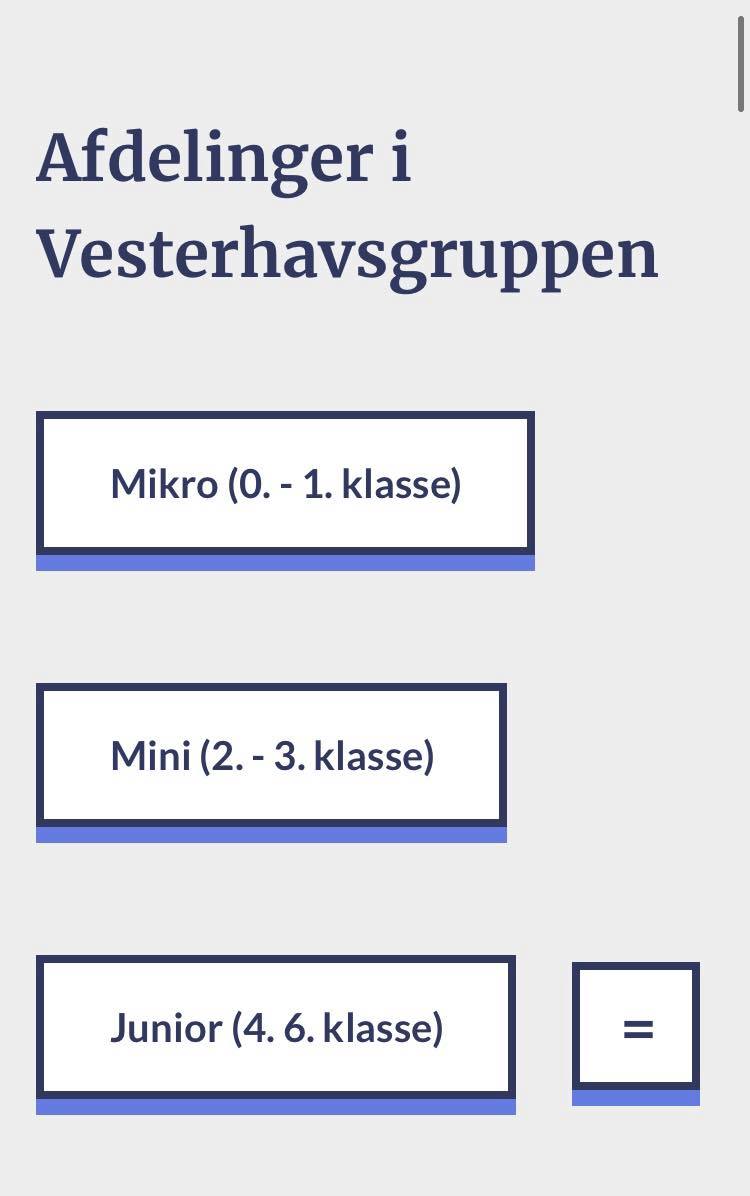 Afdelinger i
Vesterhavsgruppen
Mikro (0. - 1. klasse)
Mini (2. - 3. klasse)
Junior (4. 6. klasse)
=